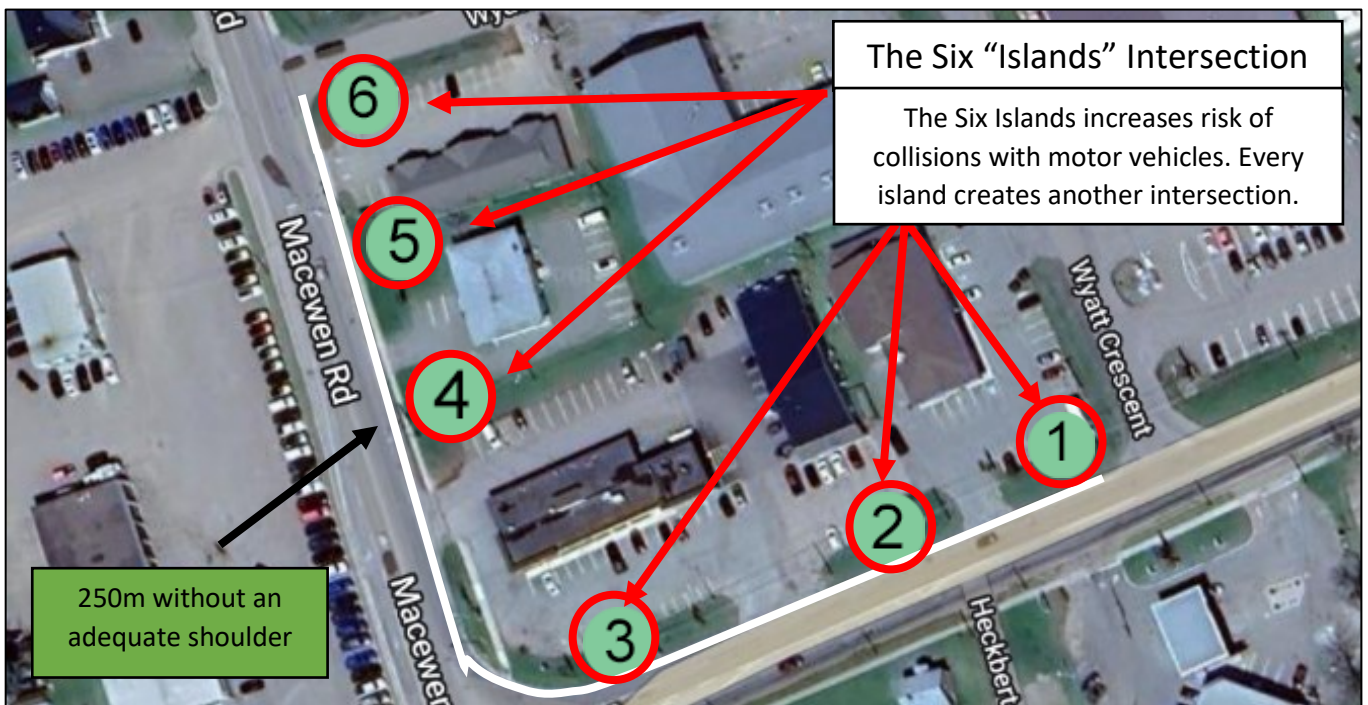 The Six “Islands” Intersection
The Six Islands increases risk of
collisions with motor vehicles. Every
island creates another intersection.
6
5
4
Macewen Rd
Wyatt Crescent
1
2
3
250m without an
adequate shoulder
Macewen
Heckbert